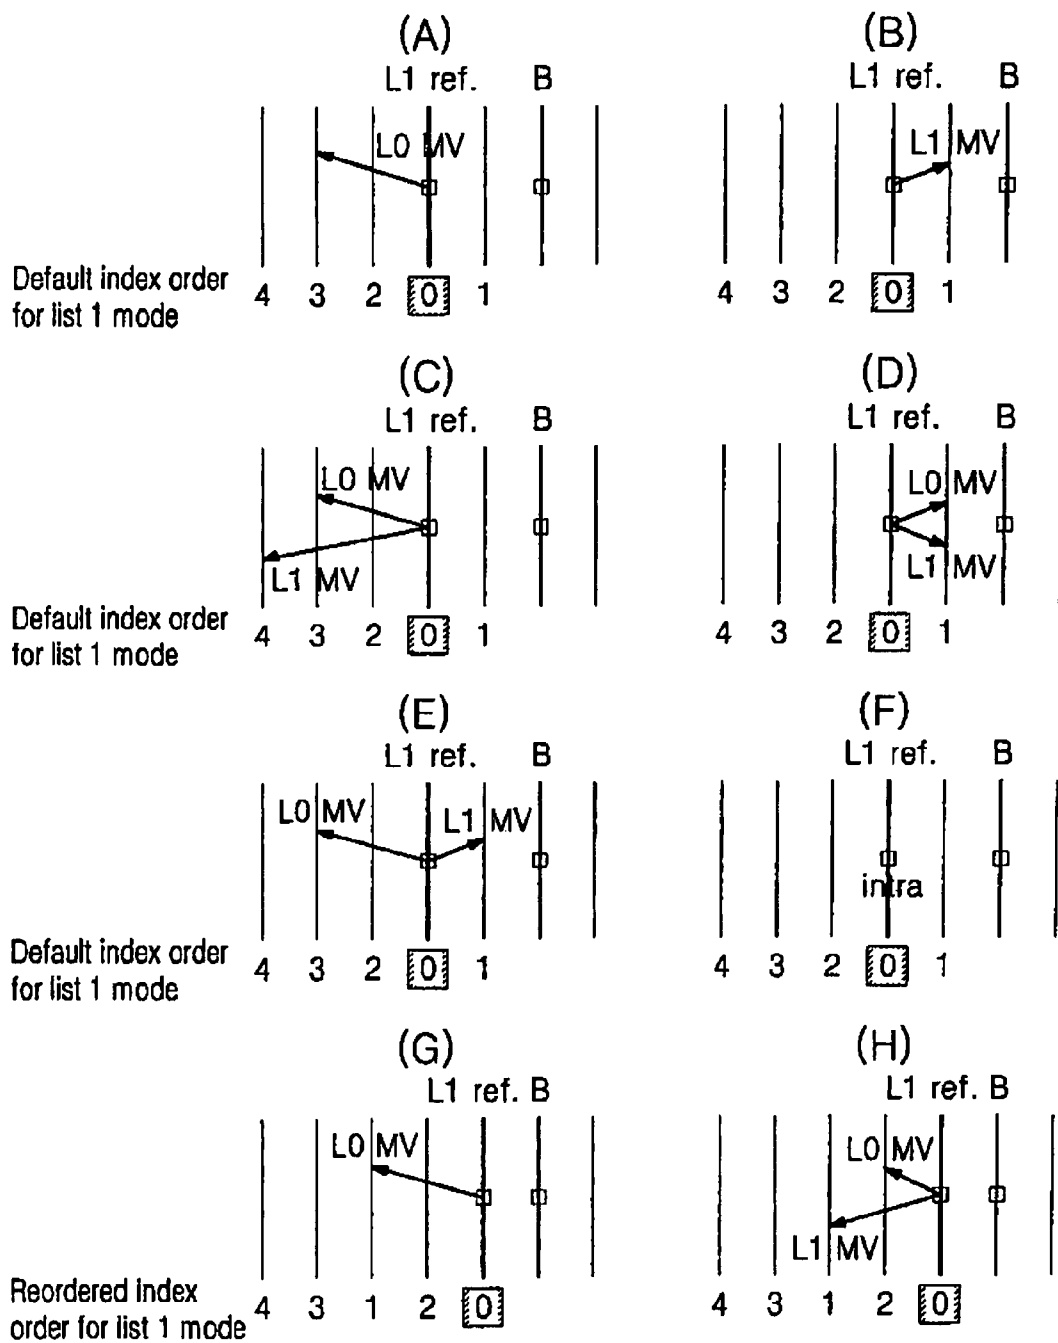 (A) (B)
L1 ref. B L1 ref. B
L0 MV L1 MV
Default index order
for list 1 mode
4 3 2 0 1 4 3 2 0 1
(C) (D)
L1 ref. B L1 ref. B
L0 MV L0 MV
L1 MV L1 MV
Default index order
for list 1 mode
4 3 2 0 1 4 3 2 0 1
(E) (F)
L1 ref. B L1 ref. B
L0 MV L1 MV
intra
Default index order
for list 1 mode
4 3 2 0 1 4 3 2 0 1
(G) (H)
L1 ref. B L1 ref. B
L0 MV L0 MV
L1 MV
Reordered index
order for list 1 mode
4 3 1 2 0 4 3 1 2 0